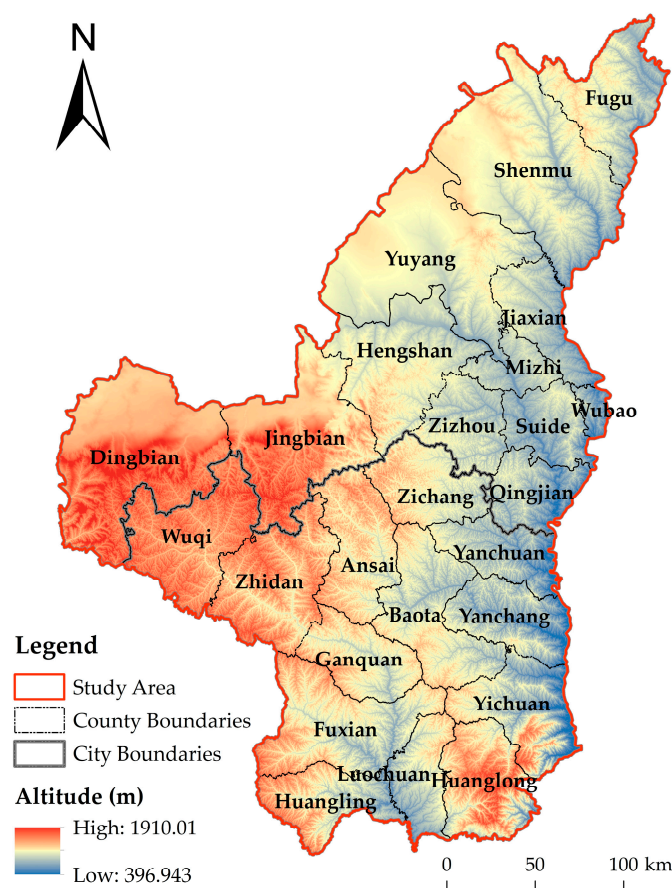 N
Fugu
Shenmu
Yuyang
Jiaxian
Hengshan
Mizhi
Wubao
Zizhou
Suide
Jingbian
Dingbian
Zichang
Qingjian
Wuqi
Yanchuan
Ansai
Zhidan
Baota
Yanchang
Ganquan
Yichuan
Fuxian
Luochuan
Huanglong
Huangling
Legend
Study Area
County Boundaries
City Boundaries
Altitude (m)
High: 1910.01
Low: 396.943
0 50 100 km